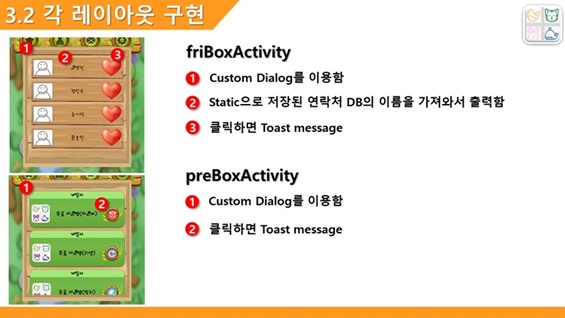 3.2 각 레이아웃 구현
friBoxActivity
1 Custom Dialog를 이용함
2 Static으로 저장된 연락처 DB의 이름을 가져와서 출력함
3 클릭하면 Toast message
preBoxActivity
1 Custom Dialog를 이용함
2 클릭하면 Toast message
1
2
3
1
2